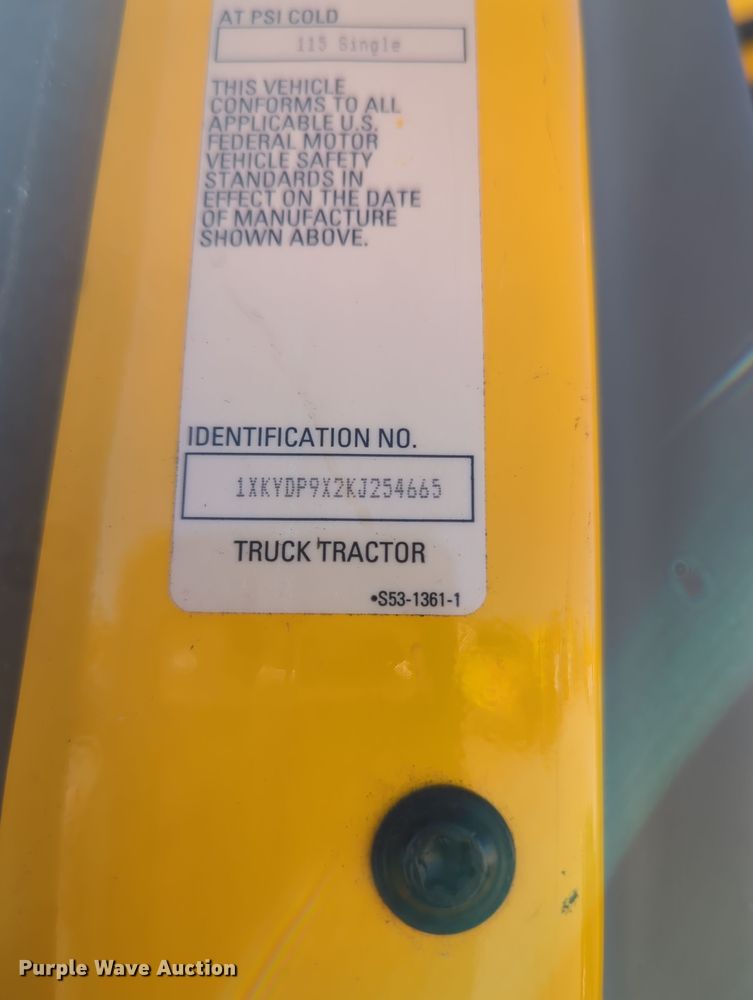 AT PSI COLD
115 Single
THIS VEHICLE
CONFORMS TO ALL
APPLICABLE U.S.
FEDERAL MOTOR
VEHICLE SAFETY
STANDARDS IN
EFFECT ON THE DATE
OF MANUFACTURE
SHOWN ABOVE.
IDENTIFICATION NO.
1XKYDP9X2KJ254665
TRUCK TRACTOR
•S53-1361-1
Purple Wave Auction